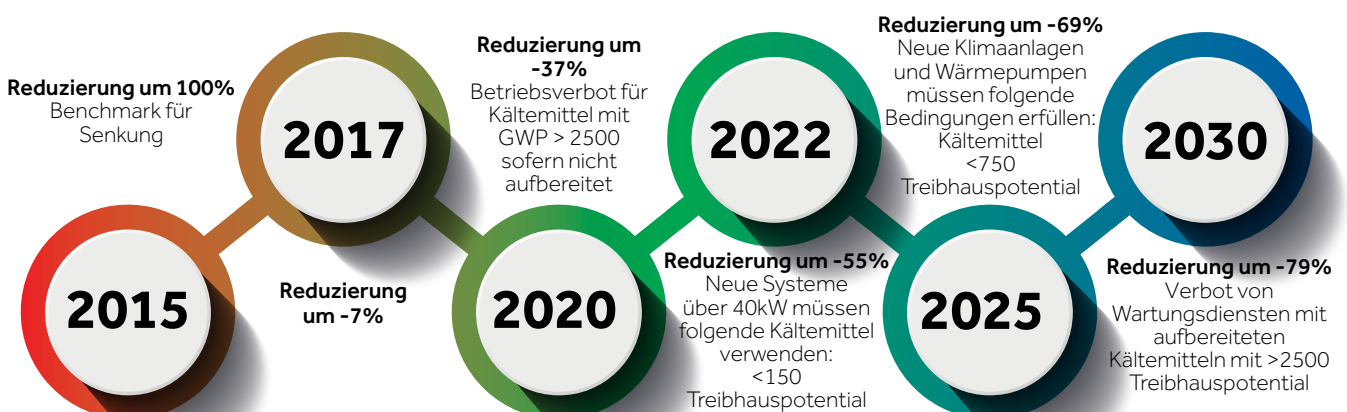 Reduzierung um 100%
Benchmark für
Senkung
2015
2017
Reduzierung
um -7%
Reduzierung um
-37%
Betriebsverbot für
Kältemittel mit
GWP > 2500
sofern nicht
aufbereitet
2020
2022
Reduzierung um -55%
Neue Systeme
über 40kW müssen
folgende Kältemittel
verwenden:
<150
Treibhauspotential
Reduzierung um -69%
Neue Klimaanlagen
und Wärmepumpen
müssen folgende
Bedingungen erfüllen:
Kältemittel
<750
Treibhauspotential
2025
2030
Reduzierung um -79%
Verbot von
Wartungsdiensten mit
aufbereiteten
Kältemitteln mit >2500
Treibhauspotential